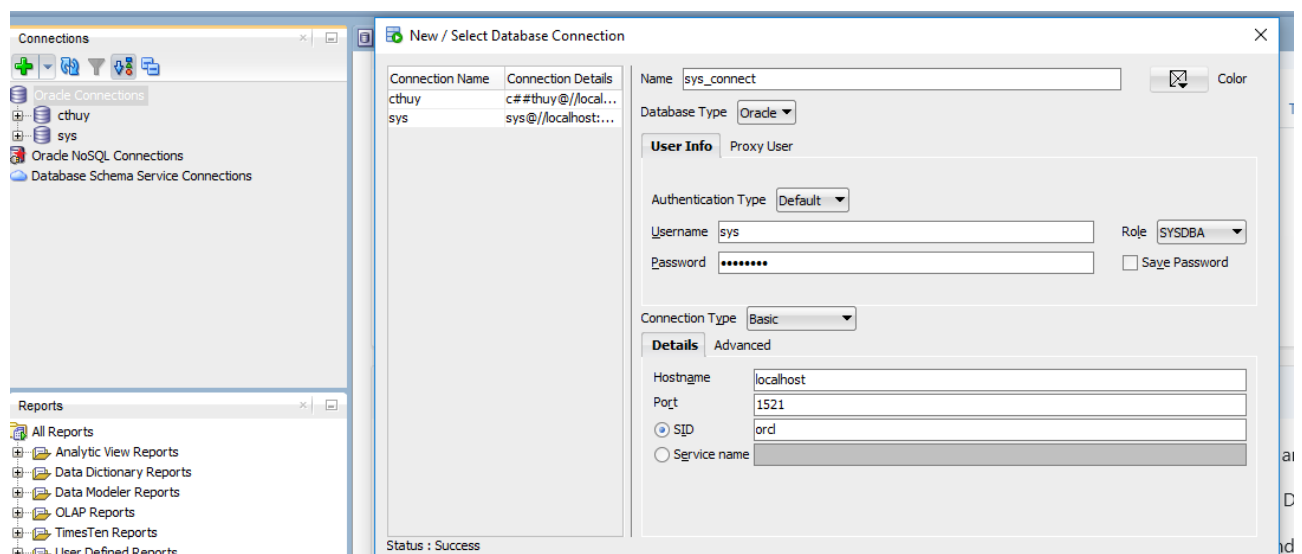 Connections
Oracle Connections
cthuy
sys
Oracle NoSQL Connections
Database Schema Service Connections
Reports
All Reports
Analytic View Reports
Data Dictionary Reports
Data Modeler Reports
OLAP Reports
TimesTen Reports
User Defined Reports
New / Select Database Connection
Connection Name Connection Details
cthuy c##thuy@//local...
sys sys@//localhost:...
Name sys_connect Color
Database Type Oracle
User Info Proxy User
Authentication Type Default
Username sys Role SYSDBA
Password •••••••• Save Password
Connection Type Basic
Details Advanced
Hostname localhost
Port 1521
SID orcl
Service name
Status : Success